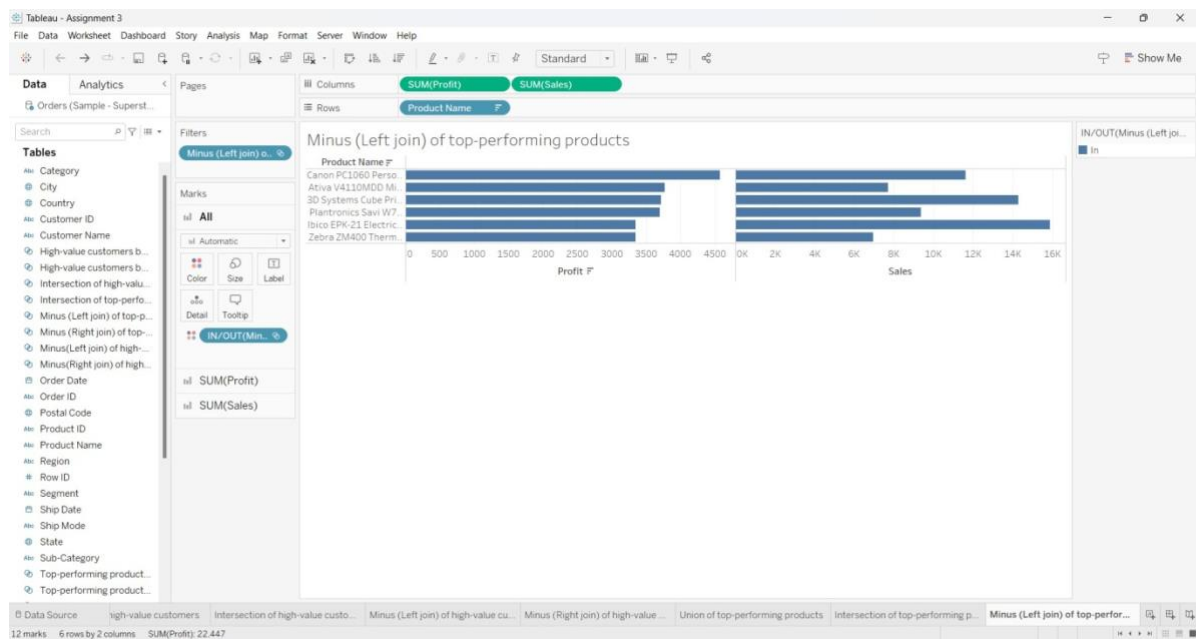 Tableau - Assignment 3
File Data Worksheet Dashboard Story Analysis Map Format Server Window Help
Standard
Show Me
Data Analytics
Orders (Sample - Superst...
Search
Tables
Abc Category
City
Country
Abc Customer ID
Abc Customer Name
High-value customers b...
High-value customers b...
Intersection of high-valu...
Intersection of top-perfo...
Minus (Left join) of top-p...
Minus (Right join) of top-...
Minus(Left join) of high-...
Minus(Right join) of high...
Order Date
Abc Order ID
Postal Code
Abc Product ID
Abc Product Name
Abc Region
# Row ID
Abc Segment
Ship Date
Abc Ship Mode
State
Abc Sub-Category
Top-performing product...
Top-performing product...
Pages
Filters
Minus (Left join) o..
Marks
All
Automatic
Color Size Label
Detail Tooltip
IN/OUT(Min..
SUM(Profit)
SUM(Sales)
Columns SUM(Profit) SUM(Sales)
Rows Product Name
Minus (Left join) of top-performing products
Product Name
Canon PC1060 Perso..
Ativa V4110MDD Mi..
3D Systems Cube Pri..
Plantronics Savi W7..
Ibico EPK-21 Electric..
Zebra ZM400 Therm..
0 500 1000 1500 2000 2500 3000 3500 4000 4500 0K 2K 4K 6K 8K 10K 12K 14K 16K
Profit Sales
IN/OUT(Minus (Left joi...
In
Data Source igh-value customers Intersection of high-value custo... Minus (Left join) of high-value cu... Minus (Right join) of high-value ... Union of top-performing products Intersection of top-performing p... Minus (Left join) of top-perfor...
12 marks 6 rows by 2 columns SUM(Profit): 22.447